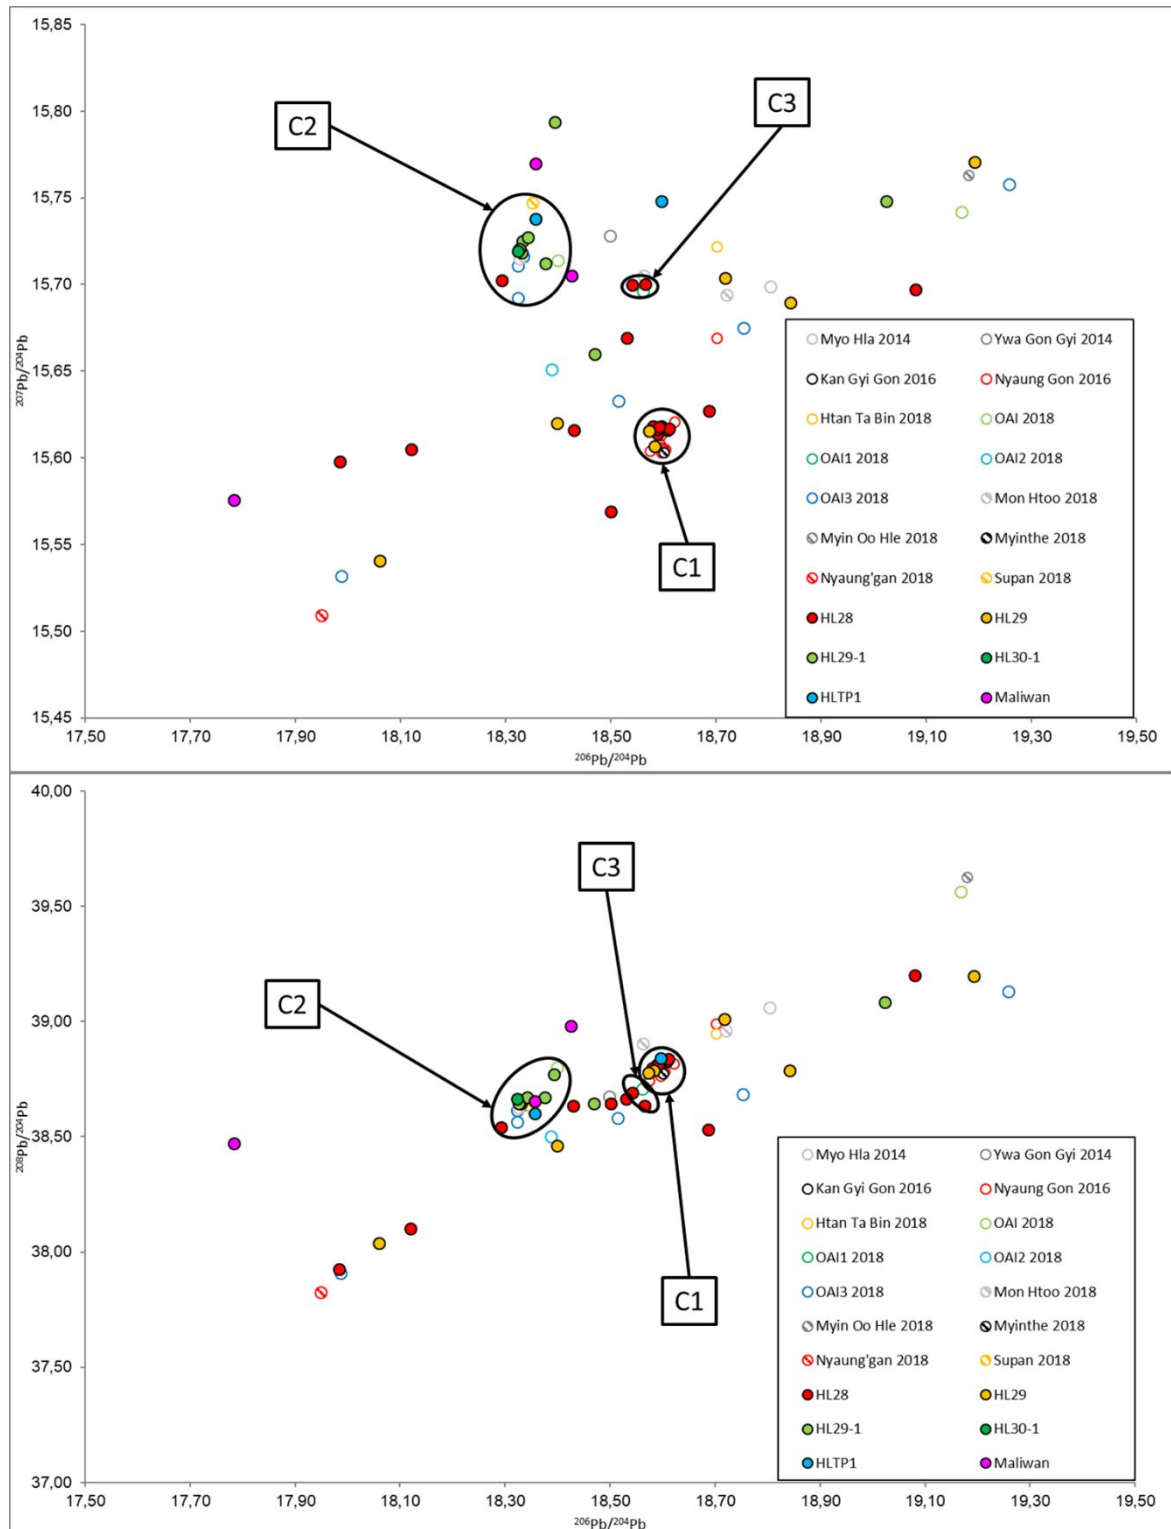 15,85
15,80
15,75
15,70
15,65
15,60
15,55
15,50
15,45
²⁰⁷Pb/²⁰⁴Pb
C2
C3
C1
Myo Hla 2014 Ywa Gon Gyi 2014
Kan Gyi Gon 2016 Nyaung Gon 2016
Htan Ta Bin 2018 OAI 2018
OAI1 2018 OAI2 2018
OAI3 2018 Mon Htoo 2018
Myin Oo Hle 2018 Myinthe 2018
Nyaung'gan 2018 Supan 2018
HL28 HL29
HL29-1 HL30-1
HLTP1 Maliwan
17,50 17,70 17,90 18,10 18,30 18,50 18,70 18,90 19,10 19,30 19,50
²⁰⁶Pb/²⁰⁴Pb
40,00
39,50
39,00
38,50
38,00
37,50
37,00
²⁰⁸Pb/²⁰⁴Pb
C3
C2
C1
Myo Hla 2014 Ywa Gon Gyi 2014
Kan Gyi Gon 2016 Nyaung Gon 2016
Htan Ta Bin 2018 OAI 2018
OAI1 2018 OAI2 2018
OAI3 2018 Mon Htoo 2018
Myin Oo Hle 2018 Myinthe 2018
Nyaung'gan 2018 Supan 2018
HL28 HL29
HL29-1 HL30-1
HLTP1 Maliwan
17,50 17,70 17,90 18,10 18,30 18,50 18,70 18,90 19,10 19,30 19,50
²⁰⁶Pb/²⁰⁴Pb